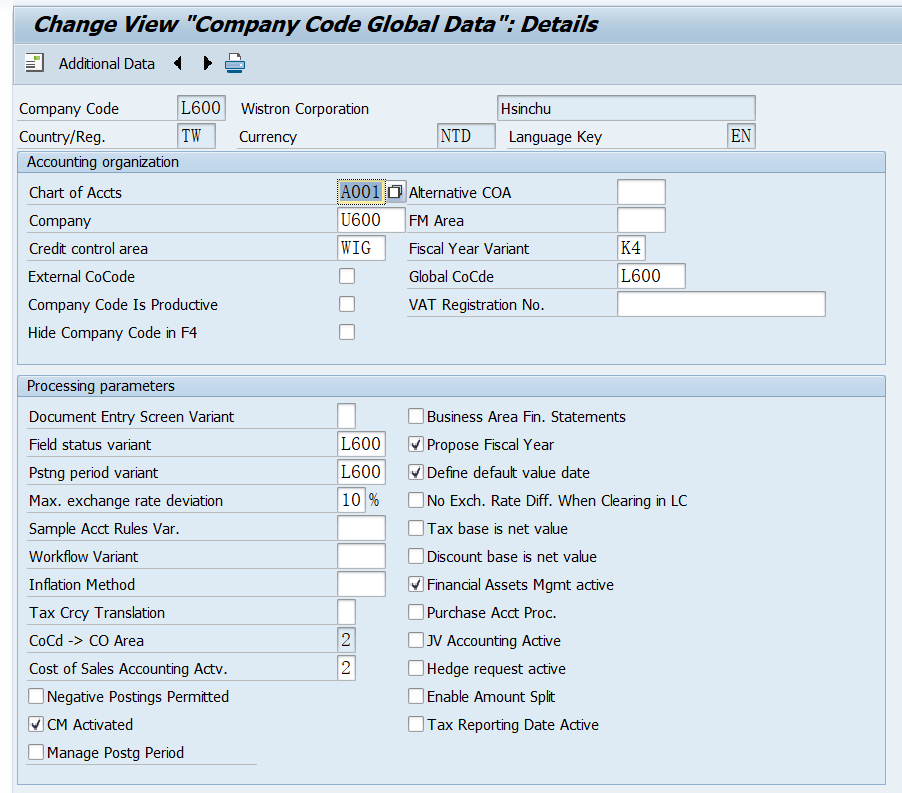 Change View "Company Code Global Data": Details
Additional Data
Company Code L600 Wistron Corporation Hsinchu
Country/Reg. TW Currency NTD Language Key EN
Accounting organization
Chart of Accts A001 Alternative COA
Company U600 FM Area
Credit control area WIG Fiscal Year Variant K4
External CoCode Global CoCde L600
Company Code Is Productive VAT Registration No.
Hide Company Code in F4
Processing parameters
Document Entry Screen Variant Business Area Fin. Statements
Field status variant L600 Propose Fiscal Year
Pstng period variant L600 Define default value date
Max. exchange rate deviation 10 % No Exch. Rate Diff. When Clearing in LC
Sample Acct Rules Var. Tax base is net value
Workflow Variant Discount base is net value
Inflation Method Financial Assets Mgmt active
Tax Crcy Translation Purchase Acct Proc.
CoCd -> CO Area 2 JV Accounting Active
Cost of Sales Accounting Actv. 2 Hedge request active
Negative Postings Permitted Enable Amount Split
CM Activated Tax Reporting Date Active
Manage Postg Period